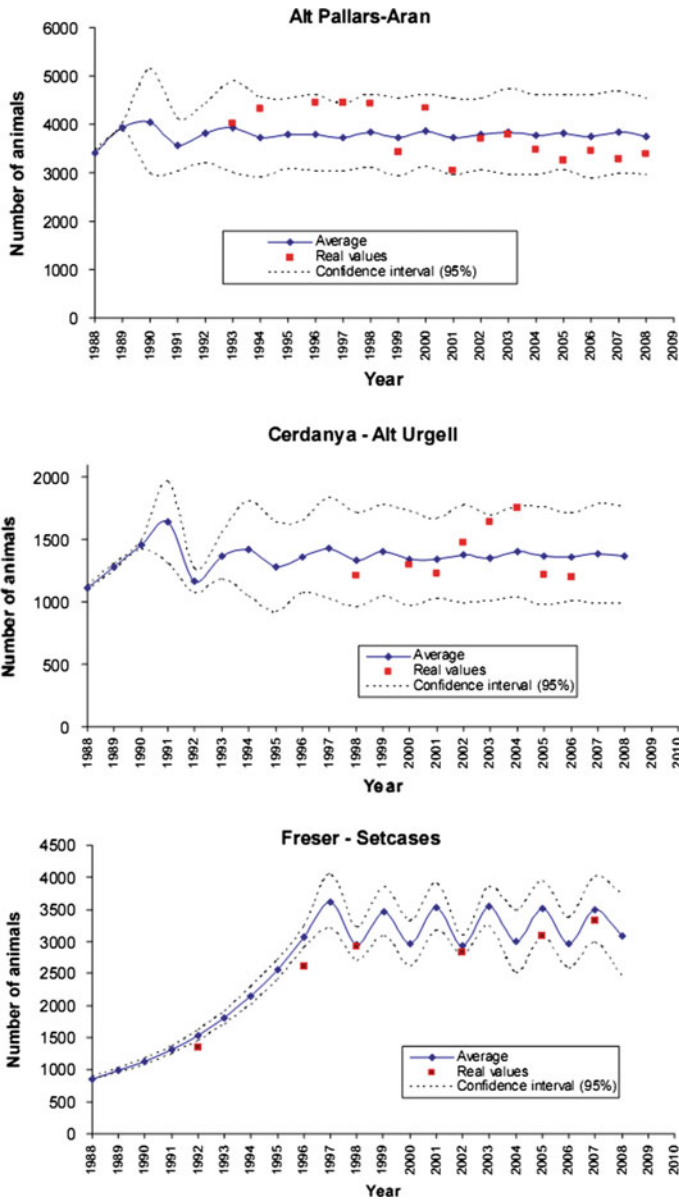 Alt Pallars-Aran
Number of animals
6000
5000
4000
3000
2000
1000
0
Average
Real values
Confidence interval (95%)
1988 1989 1990 1991 1992 1993 1994 1995 1996 1997 1998 1999 2000 2001 2002 2003 2004 2005 2006 2007 2008 2009
Year
Cerdanya - Alt Urgell
Number of animals
2000
1500
1000
500
0
Average
Real values
Confidence interval (95%)
1988 1989 1990 1991 1992 1993 1994 1995 1996 1997 1998 1999 2000 2001 2002 2003 2004 2005 2006 2007 2008 2009 2010
Year
Freser - Setcases
Number of animals
4500
4000
3500
3000
2500
2000
1500
1000
500
0
Average
Real values
Confidence interval (95%)
1988 1989 1990 1991 1992 1993 1994 1995 1996 1997 1998 1999 2000 2001 2002 2003 2004 2005 2006 2007 2008 2009 2010
Year